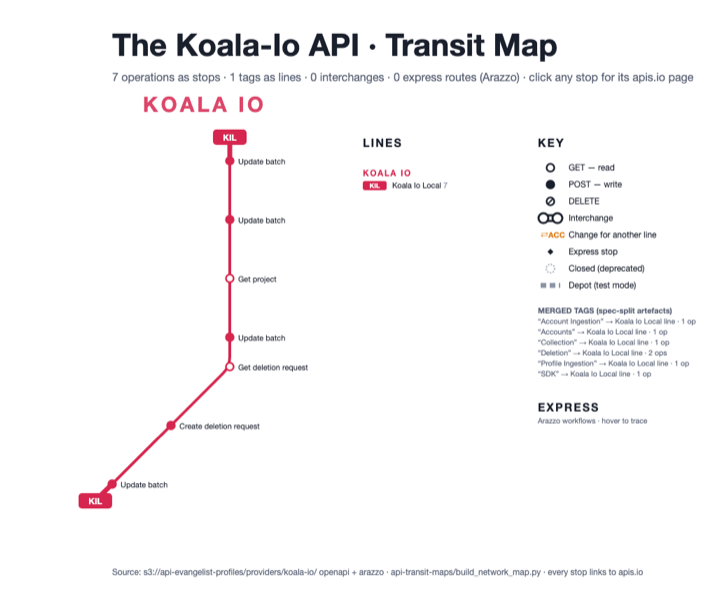 The Koala-Io API · Transit Map
7 operations as stops · 1 tags as lines · 0 interchanges · 0 express routes (Arazzo) · click any stop for its apis.io page
KOALA IO
KIL
Update batch
Update batch
Get project
Update batch
Get deletion request
Create deletion request
Update batch
KIL
LINES
KOALA IO
KIL Koala Io Local 7
KEY
GET — read
POST — write
DELETE
Interchange
ACC Change for another line
Express stop
Closed (deprecated)
Depot (test mode)
MERGED TAGS (spec-split artefacts)
"Account Ingestion" → Koala Io Local line · 1 op
"Accounts" → Koala Io Local line · 1 op
"Collection" → Koala Io Local line · 1 op
"Deletion" → Koala Io Local line · 2 ops
"Profile Ingestion" → Koala Io Local line · 1 op
"SDK" → Koala Io Local line · 1 op
EXPRESS
Arazzo workflows · hover to trace
Source: s3://api-evangelist-profiles/providers/koala-io/ openapi + arazzo · api-transit-maps/build_network_map.py · every stop links to apis.io